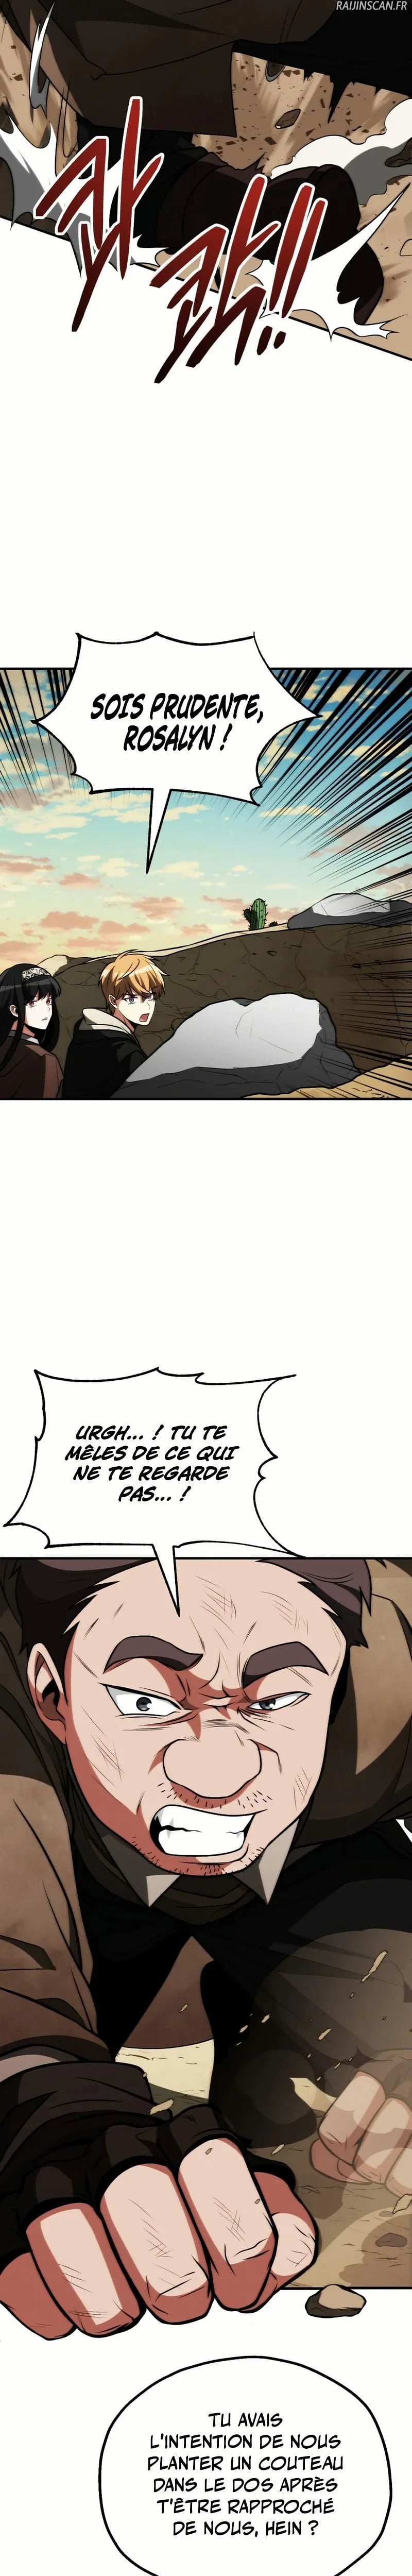 RAIJINSCAN.FR
콰
콰!!
SOIS PRUDENTE,
ROSALYN !
URGH... ! TU TE
MÊLES DE CE QUI
NE TE REGARDE
PAS... !
TU AVAIS
L'INTENTION DE NOUS
PLANTER UN COUTEAU
DANS LE DOS APRÈS
T'ÊTRE RAPPROCHÉ
DE NOUS, HEIN ?